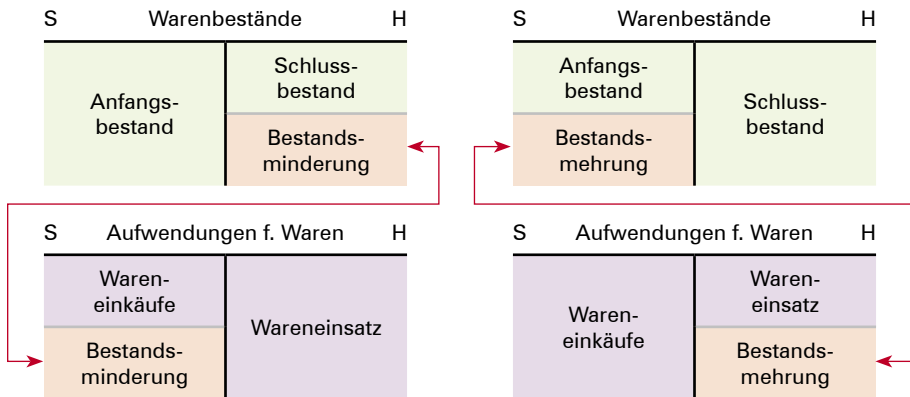 S Warenbestände H
Anfangs-
bestand
Schluss-
bestand
Bestands-
minderung
S Warenbestände H
Anfangs-
bestand
Bestands-
mehrung
Schluss-
bestand
S Aufwendungen f. Waren H
Waren-
einkäufe
Bestands-
minderung
Wareneinsatz
S Aufwendungen f. Waren H
Waren-
einkäufe
Waren-
einsatz
Bestands-
mehrung